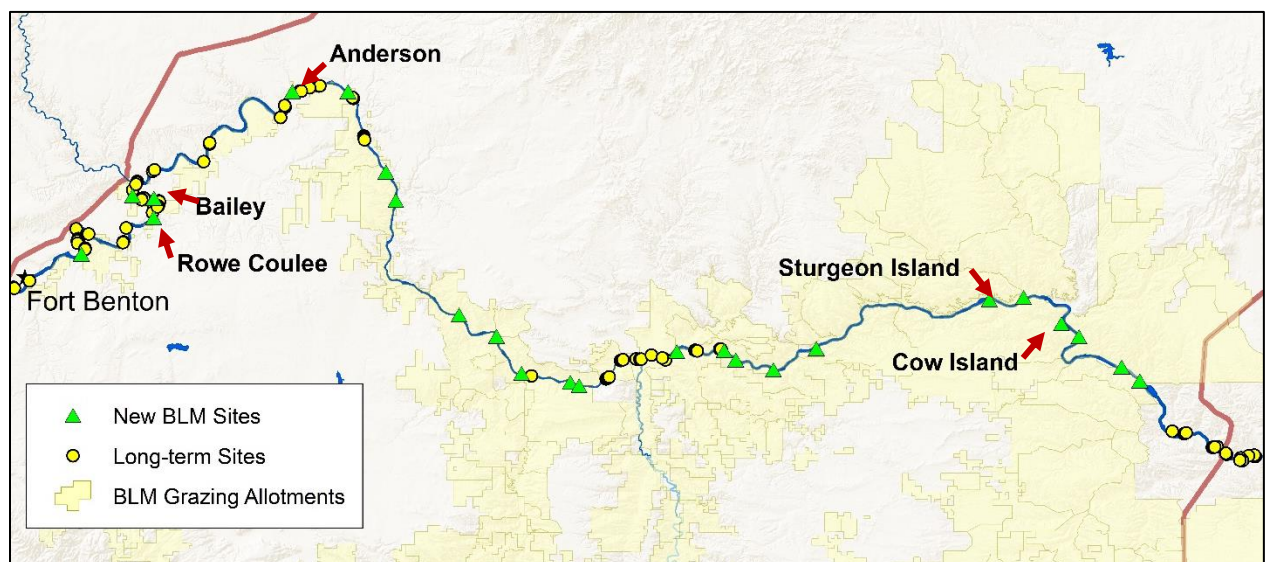 Anderson
Bailey
Rowe Coulee
Fort Benton
Sturgeon Island
Cow Island
New BLM Sites
Long-term Sites
BLM Grazing Allotments